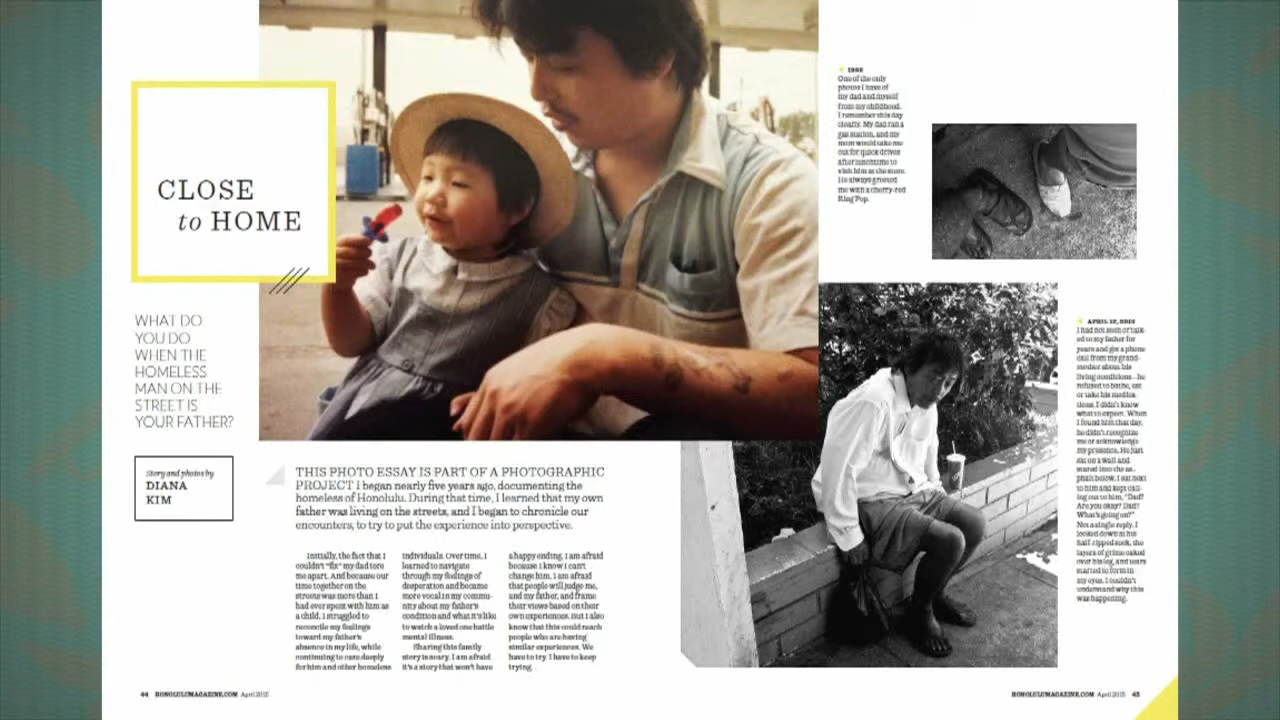 CLOSE
to HOME
WHAT DO
YOU DO
WHEN THE
HOMELESS
MAN ON THE
STREET IS
YOUR FATHER?
Story and photos by
DIANA
KIM
THIS PHOTO ESSAY IS PART OF A PHOTOGRAPHIC
PROJECT I began nearly five years ago, documenting the
homeless of Honolulu. During that time, I learned that my own
father was living on the streets, and I began to chronicle our
encounters, to try to put the experience into perspective.
Initially, the fact that I
couldn't "fix" my dad tore
me apart. And because our
time together on the
streets was more than I
had ever spent with him as
a child, I struggled to
reconcile my feelings
toward my father's
absence in my life, while
continuing to care deeply
for him and other homeless
individuals. Over time, I
learned to navigate
through my feelings of
desperation and became
more vocal in my commu-
nity about my father's
condition and what it's like
to watch a loved one battle
mental illness.
Sharing this family
story is scary. I am afraid
it's a story that won't have
a happy ending. I am afraid
because I know I can't
change him. I am afraid
that people will judge me,
and my father, and frame
their views based on their
own experiences. But I also
know that this could reach
people who are having
similar experiences. We
have to try. I have to keep
trying.
One of the only
photos I have of
my dad and myself
from my childhood.
I remember this day
clearly. My dad ran a
gas station, and my
mom would take me
out for quick drives
after lunchtime to
visit him at the store.
He always greeted
me with a cherry-red
Ring Pop.
I had not seen or talk-
ed to my father for
years and got a phone
call from my grand-
mother about his
living conditions—he
refused to bathe, eat
or take his medica-
tions. I didn't know
what to expect. When
I found him that day,
he didn't recognize
me or acknowledge
my presence. He just
sat on a wall and
stared into the as-
phalt below. I sat next
to him and kept call-
ing out to him, "Dad?
Are you okay? Dad?
What's going on?"
Not a single reply. I
looked down at his
half-ripped sock, the
layers of grime caked
over his leg, and tears
started to form in
my eyes. I couldn't
understand why this
was happening.
44 HONOLULUMAGAZINE.COM April 2015
HONOLULUMAGAZINE.COM April 2015 45